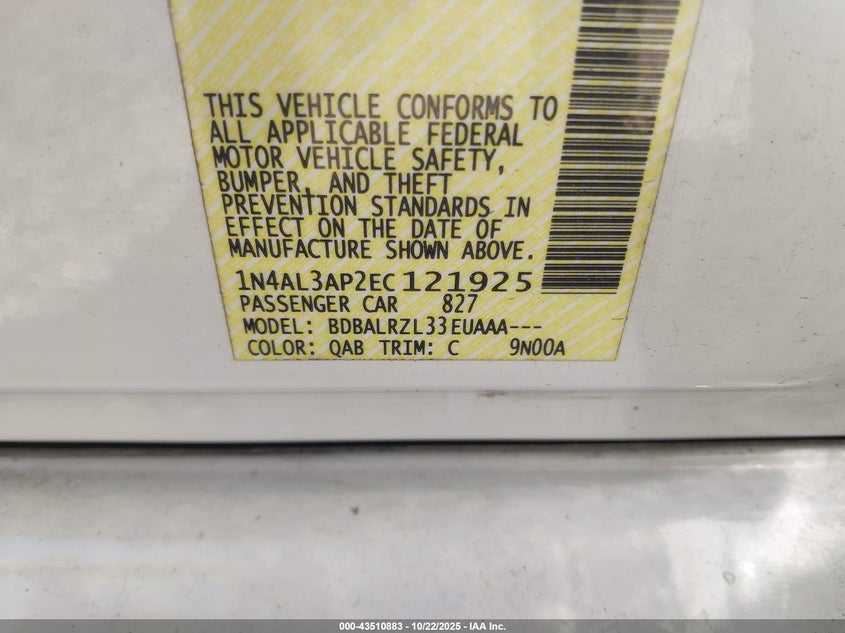 THIS VEHICLE CONFORMS TO
ALL APPLICABLE FEDERAL
MOTOR VEHICLE SAFETY,
BUMPER, AND THEFT
PREVENTION STANDARDS IN
EFFECT ON THE DATE OF
MANUFACTURE SHOWN ABOVE.
1N4AL3AP2EC121925
PASSENGER CAR 827
MODEL: BDBALRZL33EUAAA---
COLOR: QAB TRIM: C 9N00A
000-43510883 - 10/22/2025 - IAA Inc.